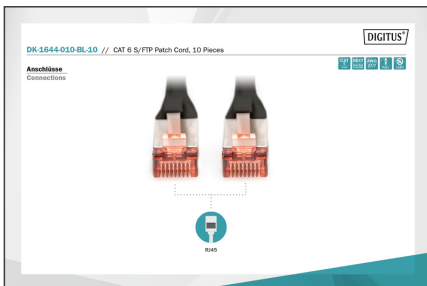 DIGITUS®
DK-1644-010-BL-10 // CAT 6 S/FTP Patch Cord, 10 Pieces
Anschlüsse
Connections
RJ45